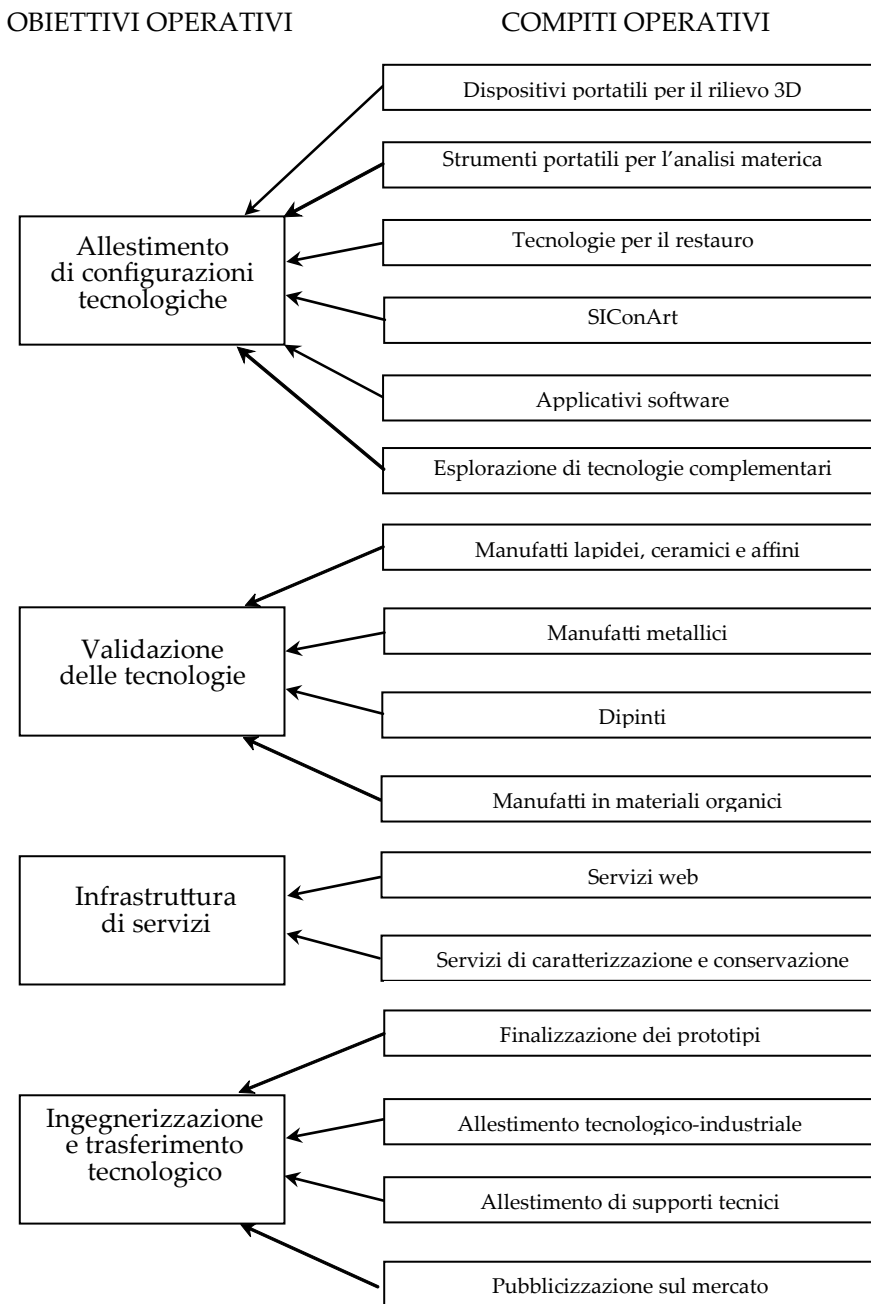 OBIETTIVI OPERATIVI
COMPITI OPERATIVI
Allestimento
di configurazioni
tecnologiche
Dispositivi portatili per il rilievo 3D
Strumenti portatili per l’analisi materica
Tecnologie per il restauro
SIConArt
Applicativi software
Esplorazione di tecnologie complementari
Validazione
delle tecnologie
Manufatti lapidei, ceramici e affini
Manufatti metallici
Dipinti
Manufatti in materiali organici
Infrastruttura
di servizi
Servizi web
Servizi di caratterizzazione e conservazione
Ingegnerizzazione
e trasferimento
tecnologico
Finalizzazione dei prototipi
Allestimento tecnologico-industriale
Allestimento di supporti tecnici
Pubblicizzazione sul mercato